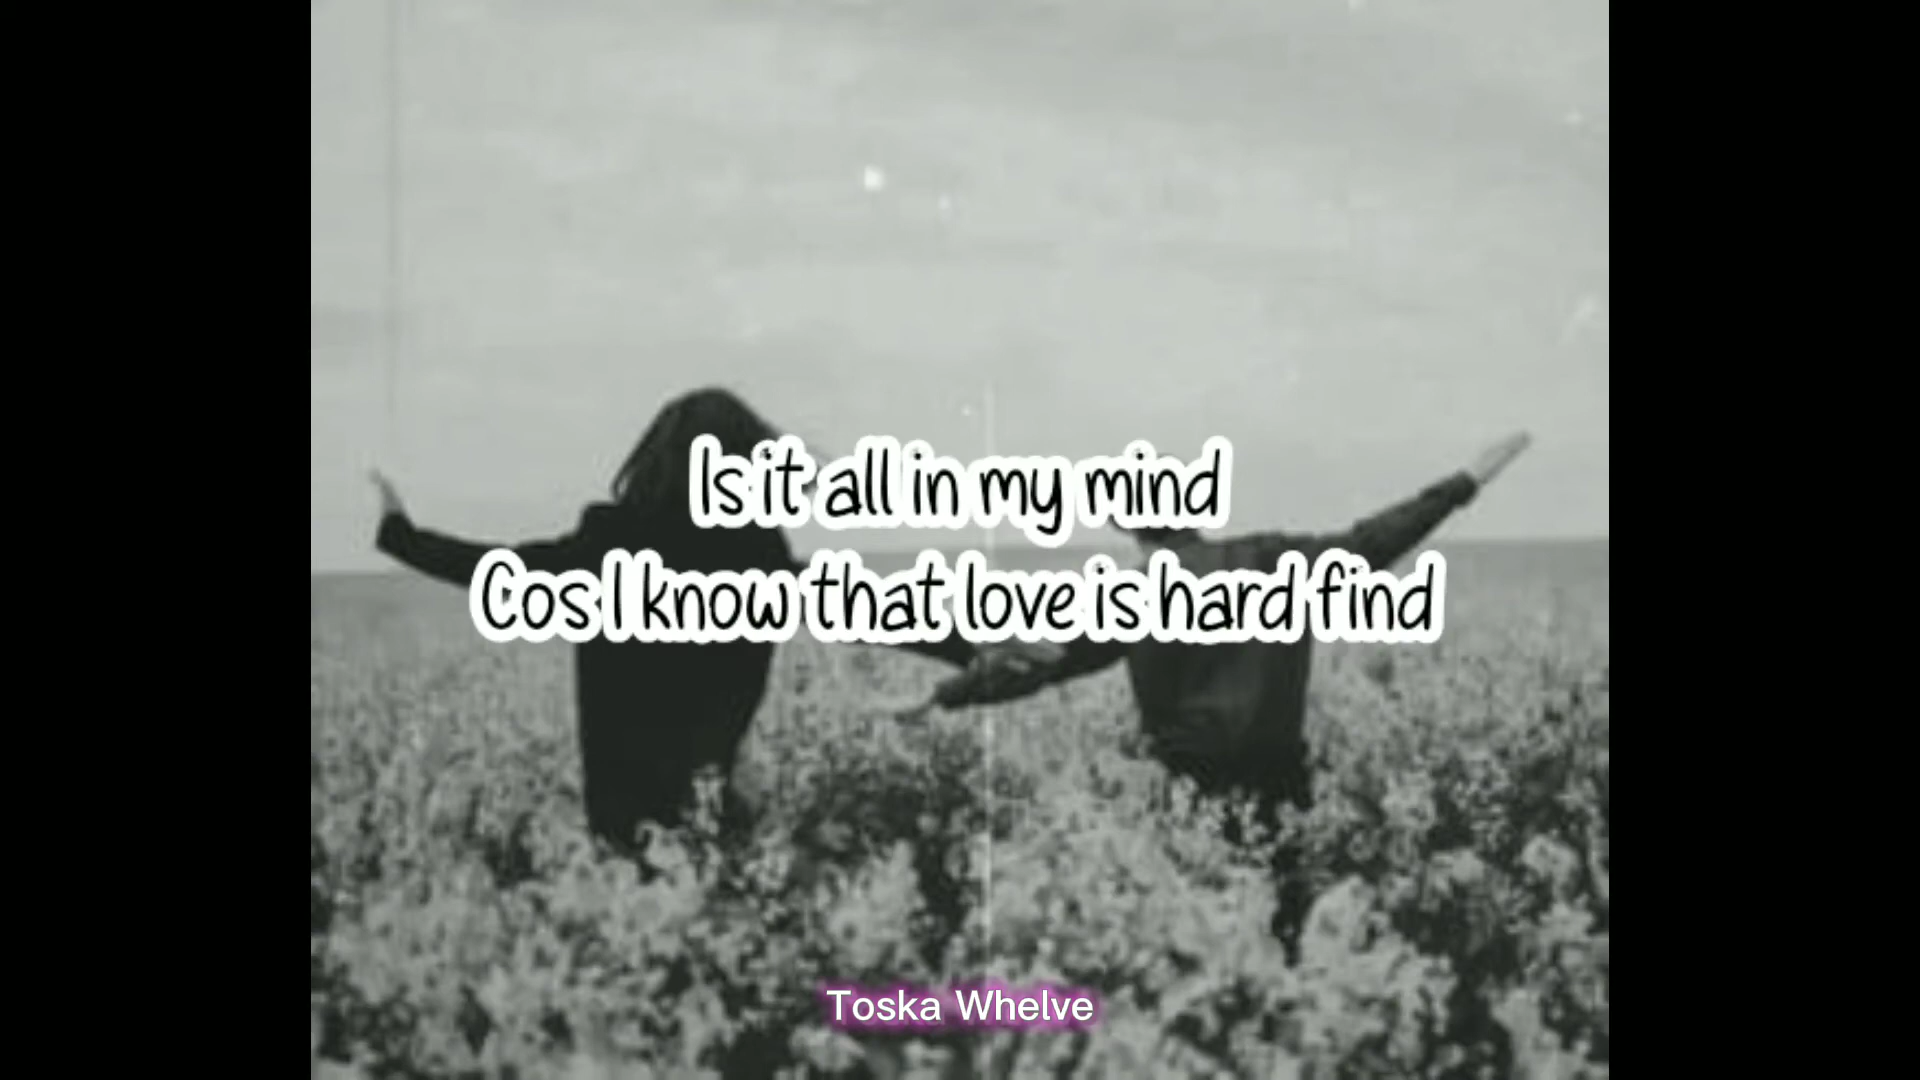 Is it all in my mind
Cos I know that love is hard find
Toska Whelve